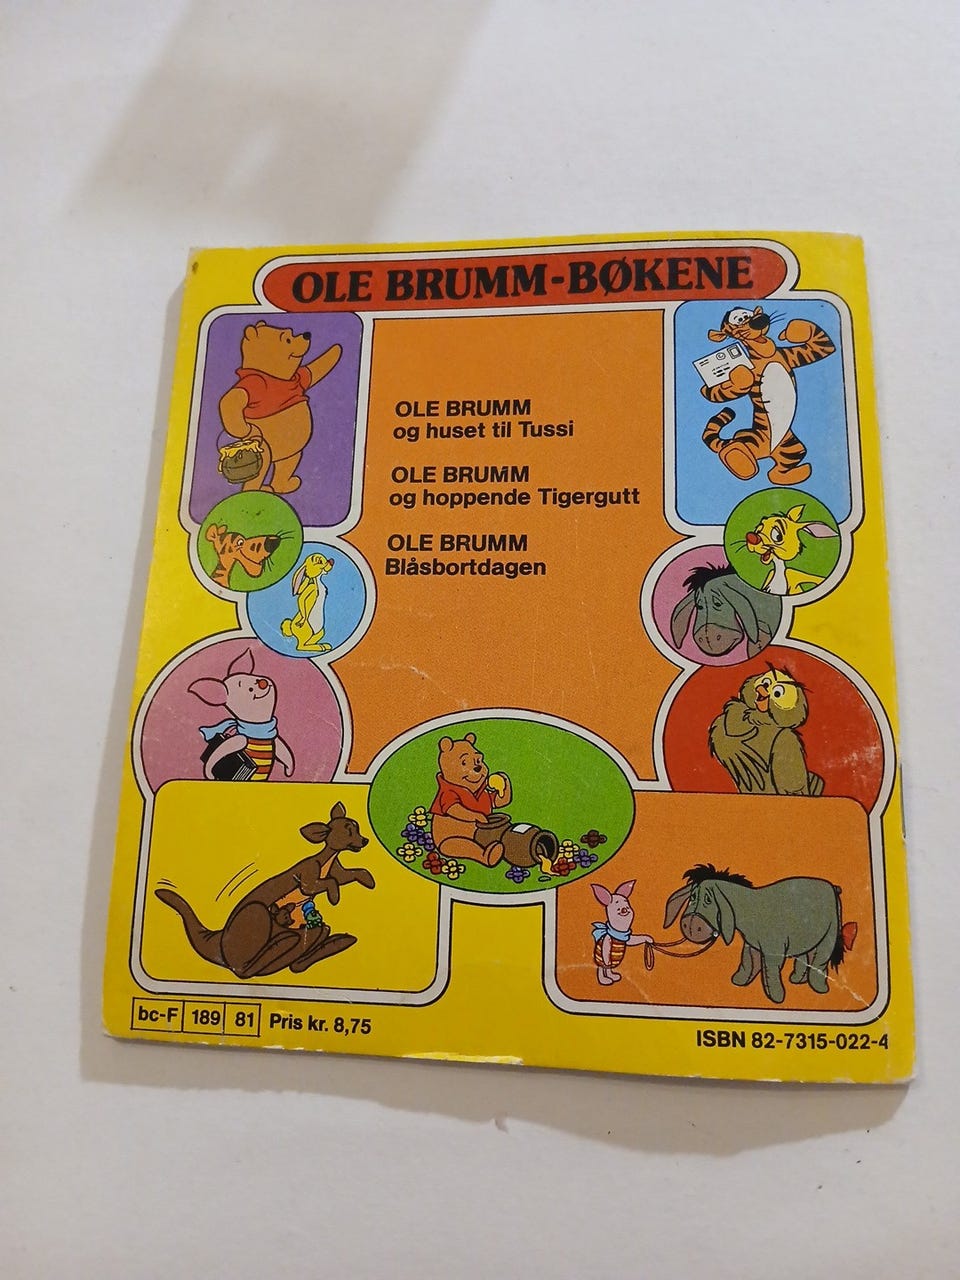 OLE BRUMM-BØKENE
OLE BRUMM
og huset til Tussi
OLE BRUMM
og hoppende Tigergutt
OLE BRUMM
Blåsbortdagen
bc-F 189 81 Pris kr. 8,75
ISBN 82-7315-022-4